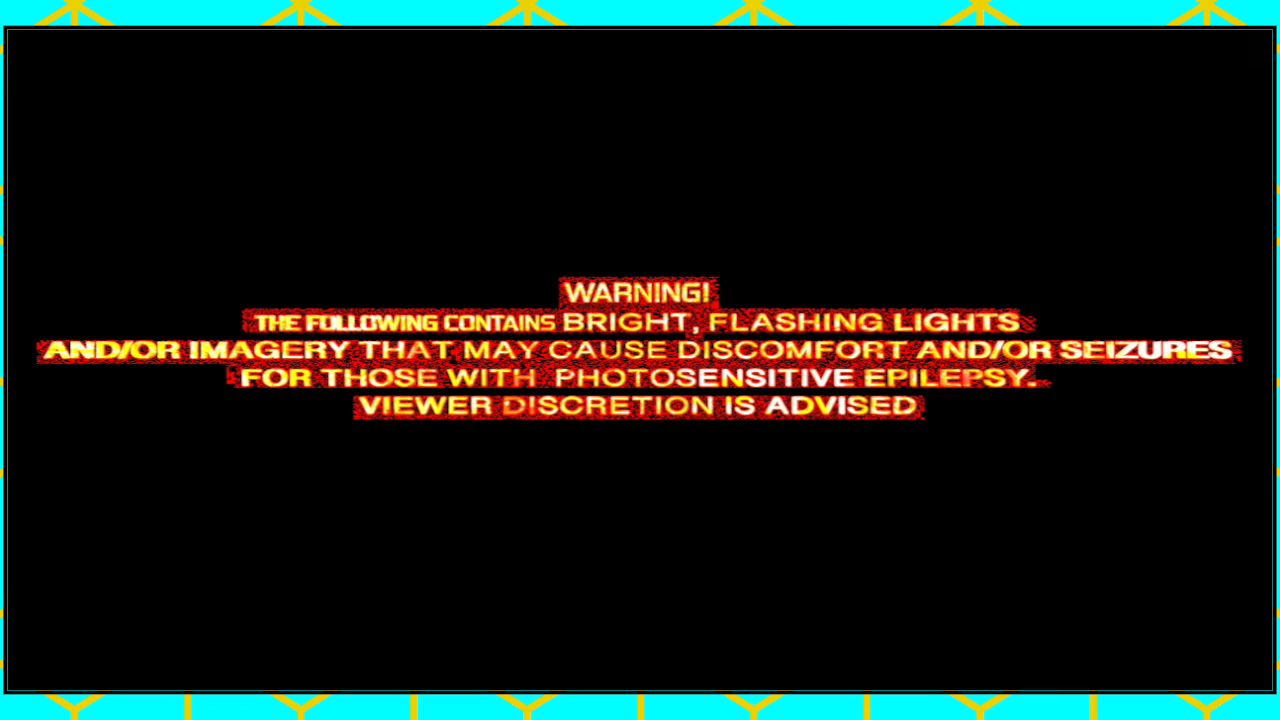 WARNING!
THE FOLLOWING CONTAINS BRIGHT, FLASHING LIGHTS
AND/OR IMAGERY THAT MAY CAUSE DISCOMFORT AND/OR SEIZURES
FOR THOSE WITH PHOTOSENSITIVE EPILEPSY.
VIEWER DISCRETION IS ADVISED